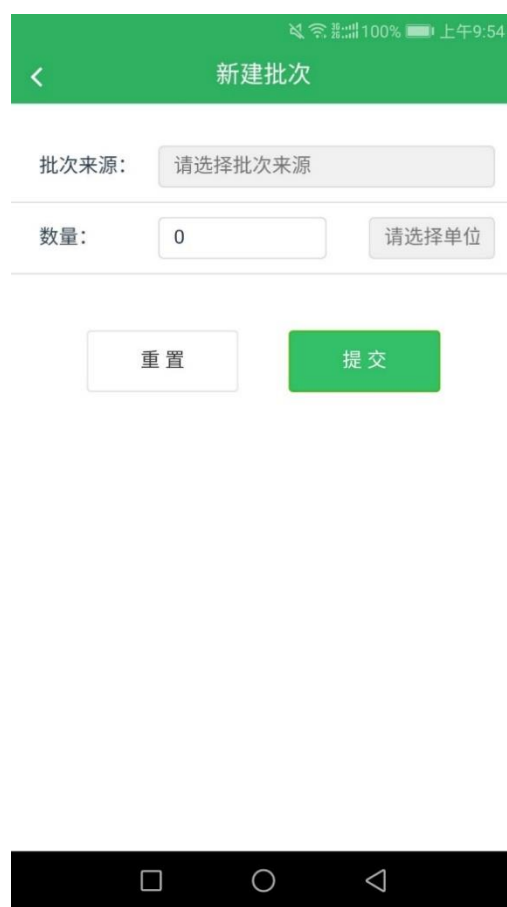 100% 上午9:54
新建批次
批次来源： 请选择批次来源
数量： 0 请选择单位
重置 提交